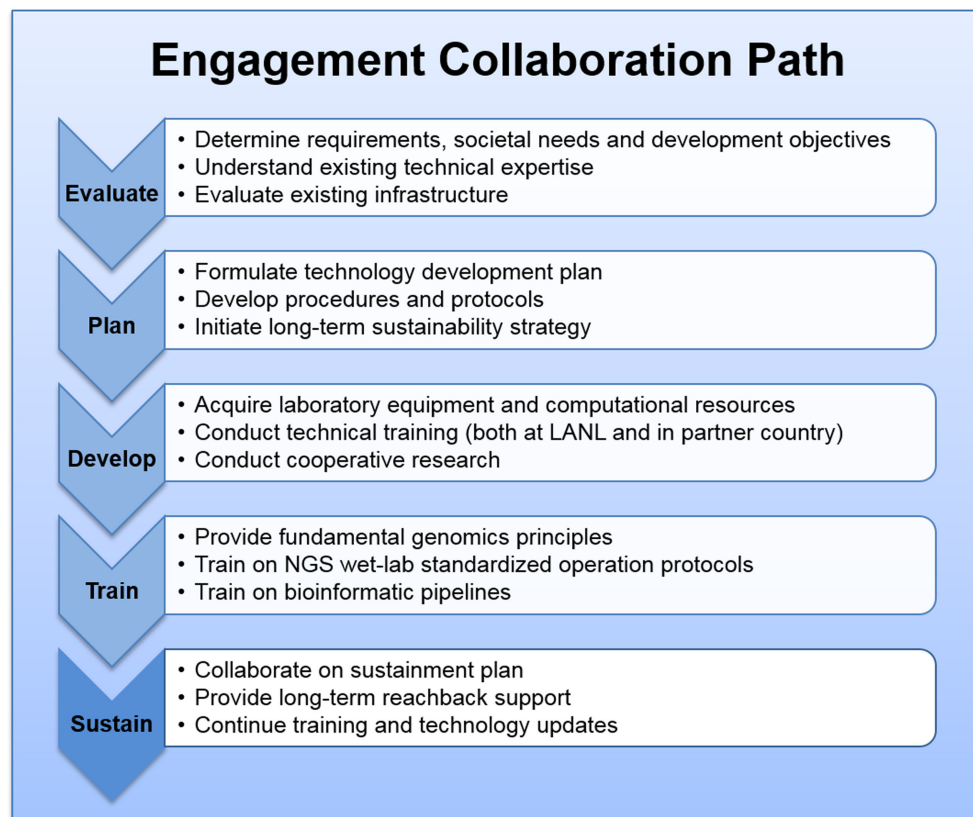 Engagement Collaboration Path
Evaluate
• Determine requirements, societal needs and development objectives
• Understand existing technical expertise
• Evaluate existing infrastructure
Plan
• Formulate technology development plan
• Develop procedures and protocols
• Initiate long-term sustainability strategy
Develop
• Acquire laboratory equipment and computational resources
• Conduct technical training (both at LANL and in partner country)
• Conduct cooperative research
Train
• Provide fundamental genomics principles
• Train on NGS wet-lab standardized operation protocols
• Train on bioinformatic pipelines
Sustain
• Collaborate on sustainment plan
• Provide long-term reachback support
• Continue training and technology updates